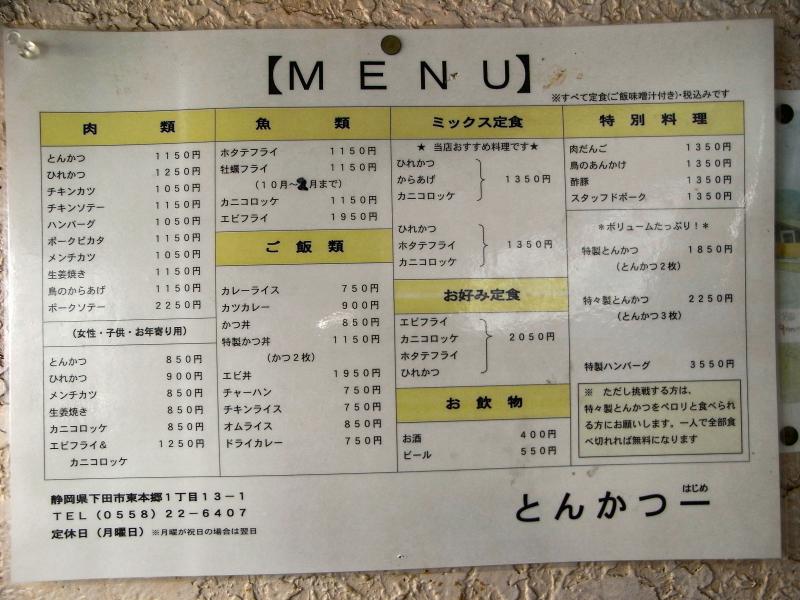 【MENU】
※すべて定食(ご飯味噌汁付き)・税込みです
肉 類
とんかつ 1150円
ひれかつ 1250円
チキンカツ 1050円
チキンソテー 1150円
ハンバーグ 1050円
ポークピカタ 1150円
メンチカツ 1050円
生姜焼き 1150円
鳥のからあげ 1150円
ポークソテー 2250円
(女性・子供・お年寄り用)
とんかつ 850円
ひれかつ 900円
メンチカツ 850円
生姜焼き 850円
カニコロッケ 850円
エビフライ& 1250円
カニコロッケ
魚 類
ホタテフライ 1150円
牡蠣フライ 1150円
(10月~2月まで)
カニコロッケ 1150円
エビフライ 1950円
ご飯類
カレーライス 750円
カツカレー 900円
かつ丼 850円
特製かつ丼 1150円
(かつ2枚)
エビ丼 1950円
チャーハン 750円
チキンライス 750円
オムライス 850円
ドライカレー 750円
ミックス定食
★ 当店おすすめ料理です★
ひれかつ
からあげ 1350円
カニコロッケ
ひれかつ
ホタテフライ 1350円
カニコロッケ
お好み定食
エビフライ
カニコロッケ 2050円
ホタテフライ
ひれかつ
お飲物
お酒 400円
ビール 550円
特別料理
肉だんご 1350円
鳥のあんかけ 1350円
酢豚 1350円
スタッフドポーク 1350円
*ボリュームたっぷり!*
特製とんかつ 1850円
(とんかつ2枚)
特々製とんかつ 2250円
(とんかつ3枚)
特製ハンバーグ 3550円
※ ただし挑戦する方は、
特々製とんかつをペロリと食べられ
る方にお願いします。一人で全部食
べ切れれば無料になります
静岡県下田市東本郷1丁目13-1
TEL(0558)22-6407
定休日(月曜日) ※月曜が祝日の場合は翌日
はじめ
とんかつ一